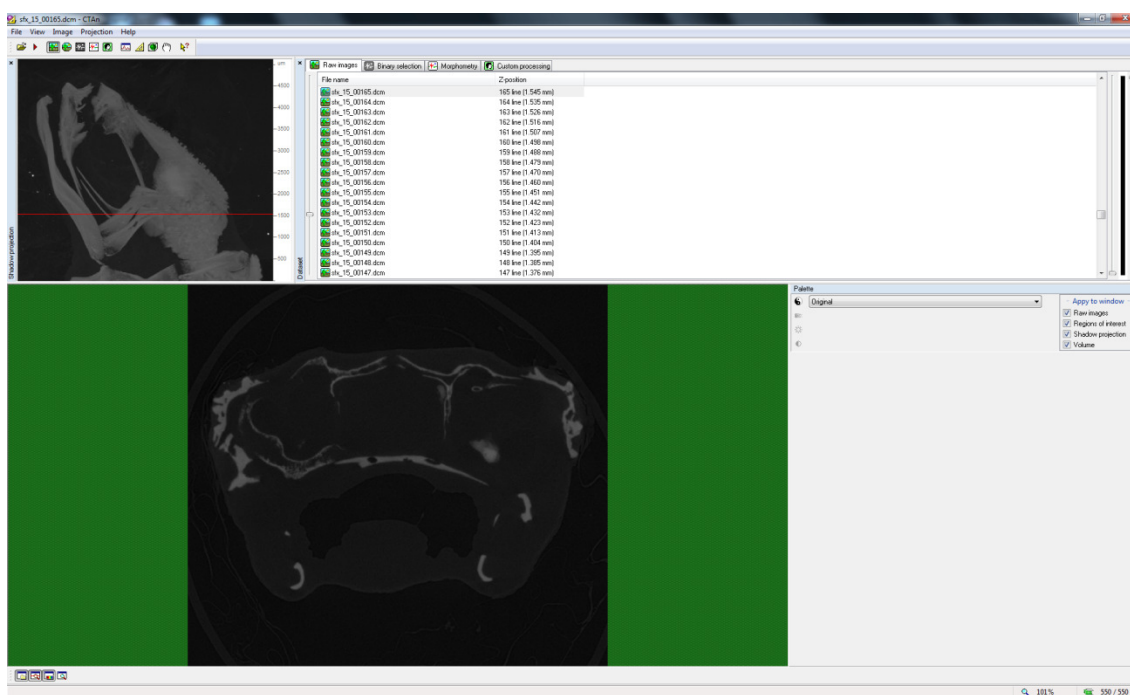 sfx_15_00165.dcm - CTAn
File View Image Projection Help
um
4500
4000
3500
3000
2500
2000
1500
1000
500
Shadow projection
Dataset
Raw images Binary selection Morphometry Custom processing
File name Z-position
sfx_15_00165.dcm 165 line (1.545 mm)
sfx_15_00164.dcm 164 line (1.535 mm)
sfx_15_00163.dcm 163 line (1.526 mm)
sfx_15_00162.dcm 162 line (1.516 mm)
sfx_15_00161.dcm 161 line (1.507 mm)
sfx_15_00160.dcm 160 line (1.498 mm)
sfx_15_00159.dcm 159 line (1.488 mm)
sfx_15_00158.dcm 158 line (1.479 mm)
sfx_15_00157.dcm 157 line (1.470 mm)
sfx_15_00156.dcm 156 line (1.460 mm)
sfx_15_00155.dcm 155 line (1.451 mm)
sfx_15_00154.dcm 154 line (1.442 mm)
sfx_15_00153.dcm 153 line (1.432 mm)
sfx_15_00152.dcm 152 line (1.423 mm)
sfx_15_00151.dcm 151 line (1.413 mm)
sfx_15_00150.dcm 150 line (1.404 mm)
sfx_15_00149.dcm 149 line (1.395 mm)
sfx_15_00148.dcm 148 line (1.385 mm)
sfx_15_00147.dcm 147 line (1.376 mm)
Palette
Original
Appy to window
Raw images
Regions of interest
Shadow projection
Volume
101% 550 / 550